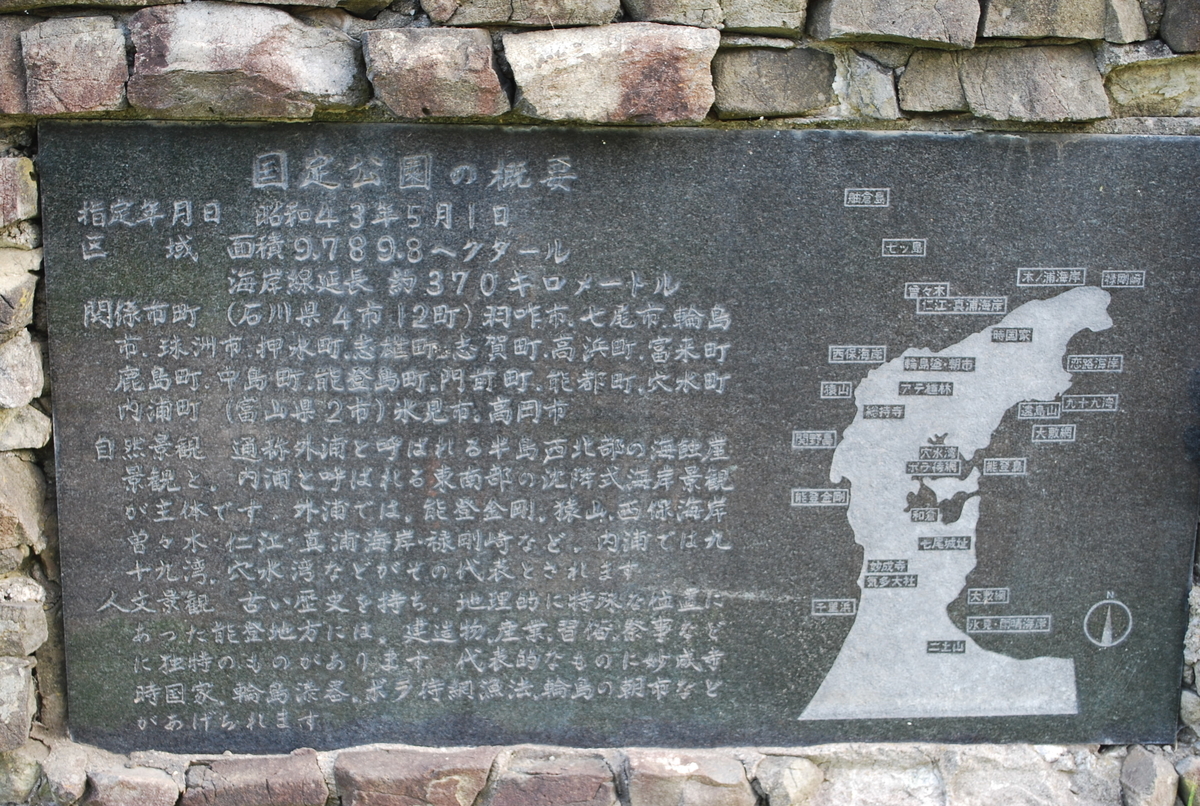 国定公園の概要
指定年月日 昭和43年5月1日
区 域 面積 9,789.8ヘクタール
海岸線延長 約370キロメートル
関係市町 (石川県4市、12町) 羽咋市、七尾市、輪島
市、珠洲市、押水町、志雄町、志賀町、高浜町、富来町
鹿島町、中島町、能登島町、門前町、能都町、穴水町
内浦町 (富山県2市) 氷見市、高岡市
自然景観 通称外浦と呼ばれる半島西北部の海蝕崖
景観と、内浦と呼ばれる東南部の沈降式海岸景観
が主体です。外浦では、能登金剛、猿山、西保海岸
曽々木、仁江・真浦海岸、禄剛崎など、内浦では九
十九湾、穴水湾などがその代表とされます
人文景観 古い歴史を持ち、地理的に特殊な位置に
あった能登地方には、建造物、産業、習俗、祭事など
に独特のものがあります 代表的なものに妙成寺
時国家、輪島漆器、ボラ待網漁法、輪島の朝市など
があげられます
舳倉島
七ッ島
木ノ浦海岸
禄剛崎
曽々木
仁江・真浦海岸
時国家
西保海岸
輪島塗・朝市
恋路海岸
猿山
アテ植林
総持寺
遠島山
九十九湾
大敷網
関野鼻
穴水湾
ボラ待網
能登島
能登金剛
和倉
七尾城址
妙成寺
気多大社
千里浜
大敷網
氷見・雨晴海岸
二上山
N